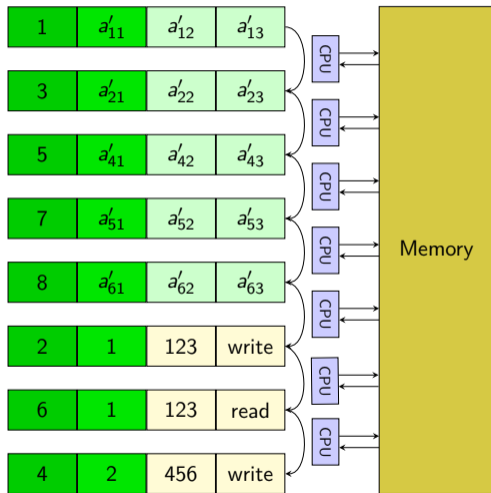 1 a′11 a′12 a′13
CPU
3 a′21 a′22 a′23
CPU
5 a′41 a′42 a′43
CPU
7 a′51 a′52 a′53
CPU
Memory
8 a′61 a′62 a′63
CPU
2 1 123 write
CPU
6 1 123 read
CPU
4 2 456 write